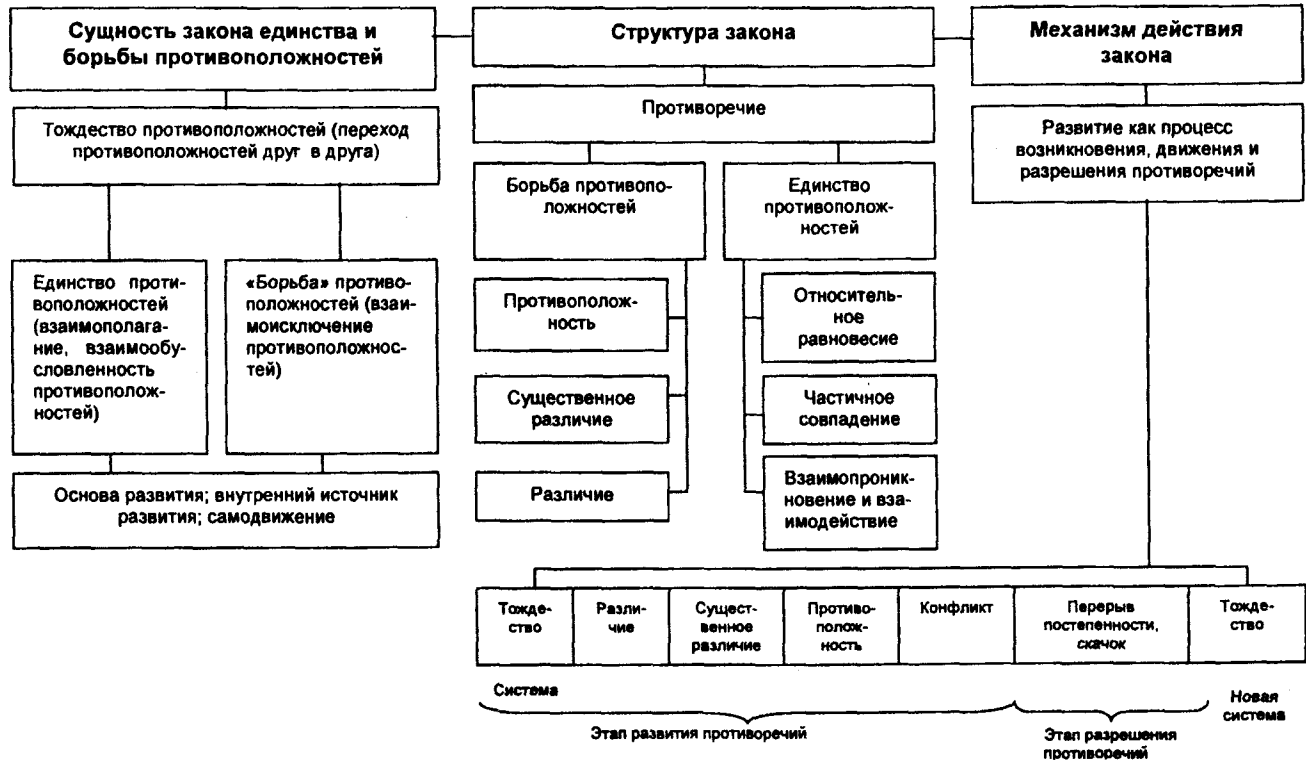 Сущность закона единства и
борьбы противоположностей
Тождество противоположностей (переход
противоположностей друг в друга)
Единство проти-
воположностей
(взаимополага-
ние, взаимообу-
словленность
противополож-
ностей)
«Борьба» противо-
положностей (взаи-
моисключение
противоположнос-
тей)
Основа развития; внутренний источник
развития; самодвижение
Структура закона
Противоречие
Борьба противопо-
ложностей
Противополож-
ность
Существенное
различие
Различие
Единство
противополож-
ностей
Относитель-
ное
равновесие
Частичное
совпадение
Взаимопроник-
новение и вза-
имодействие
Механизм действия
закона
Развитие как процесс
возникновения, движения и
разрешения противоречий
Тожде-
ство
Разли-
чие
Сущест-
венное
различие
Противо-
полож-
ность
Конфликт
Перерыв
постепенности,
скачок
Тожде-
ство
Система
Этап развития противоречий
Этап разрешения
противоречий
Новая
система